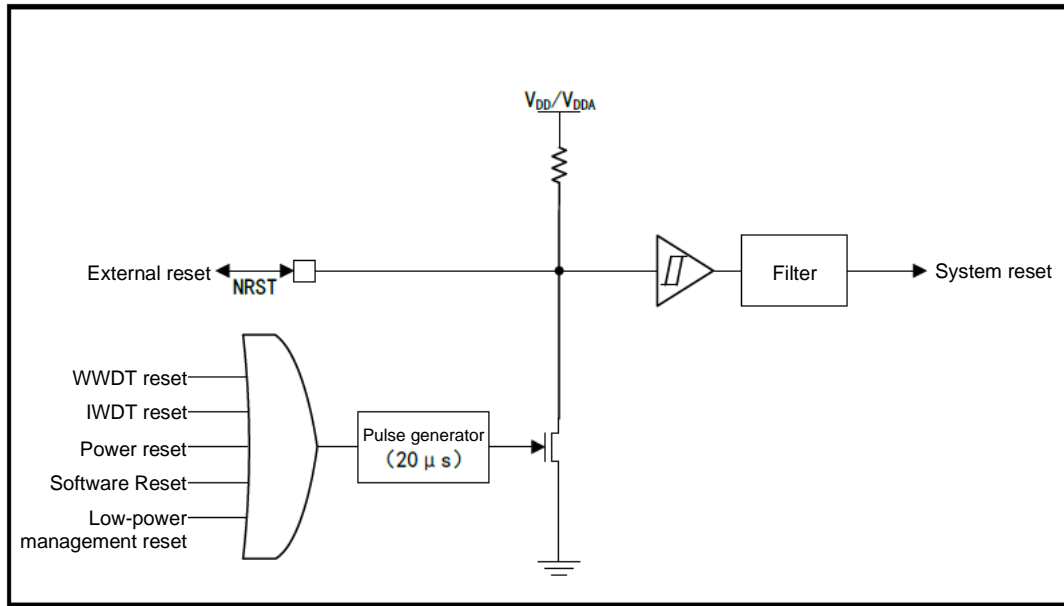 VDD/VDDA
External reset
NRST
Filter
System reset
WWDT reset
IWDT reset
Power reset
Software Reset
Low-power
management reset
Pulse generator
(20 μ s)